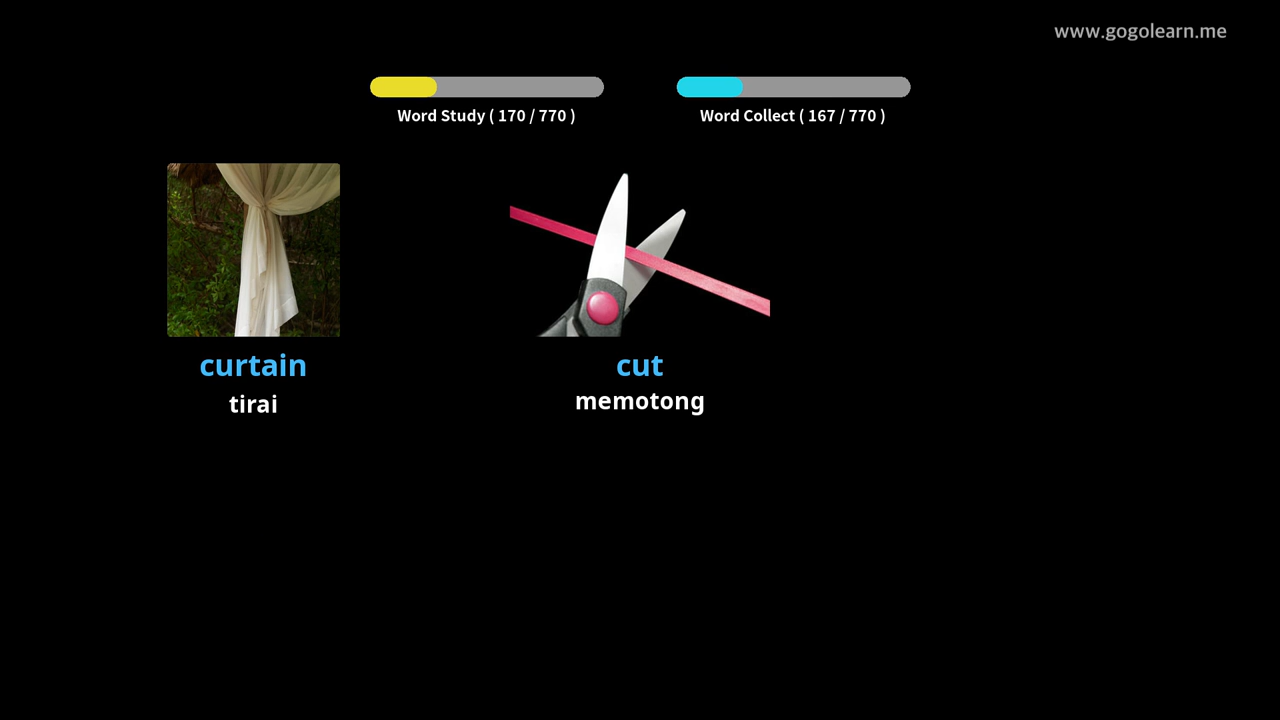 www.gogolearn.me
Word Study ( 170 / 770 )
Word Collect ( 167 / 770 )
curtain
tirai
cut
memotong